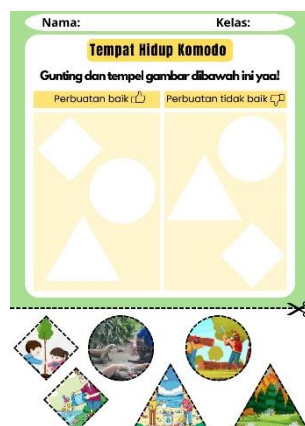 Nama: Kelas:
Tempat Hidup Komodo
Gunting dan tempel gambar dibawah ini yaa!
Perbuatan baik Perbuatan tidak baik